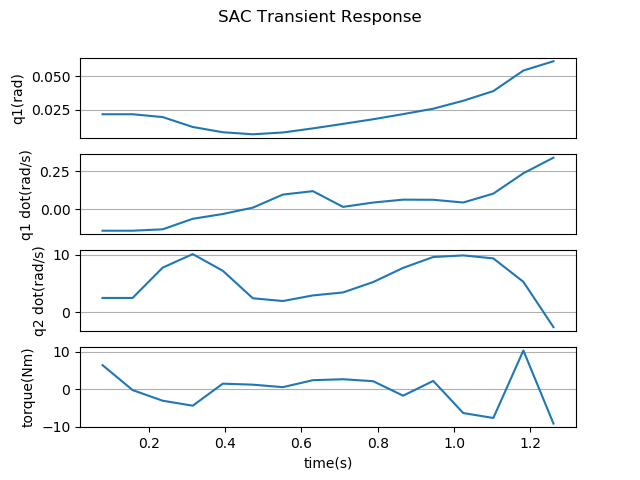 SAC Transient Response
q1(rad)
0.050
0.025
q1 dot(rad/s)
0.25
0.00
q2 dot(rad/s)
10
0
torque(Nm)
10
0
−10
0.2 0.4 0.6 0.8 1.0 1.2
time(s)